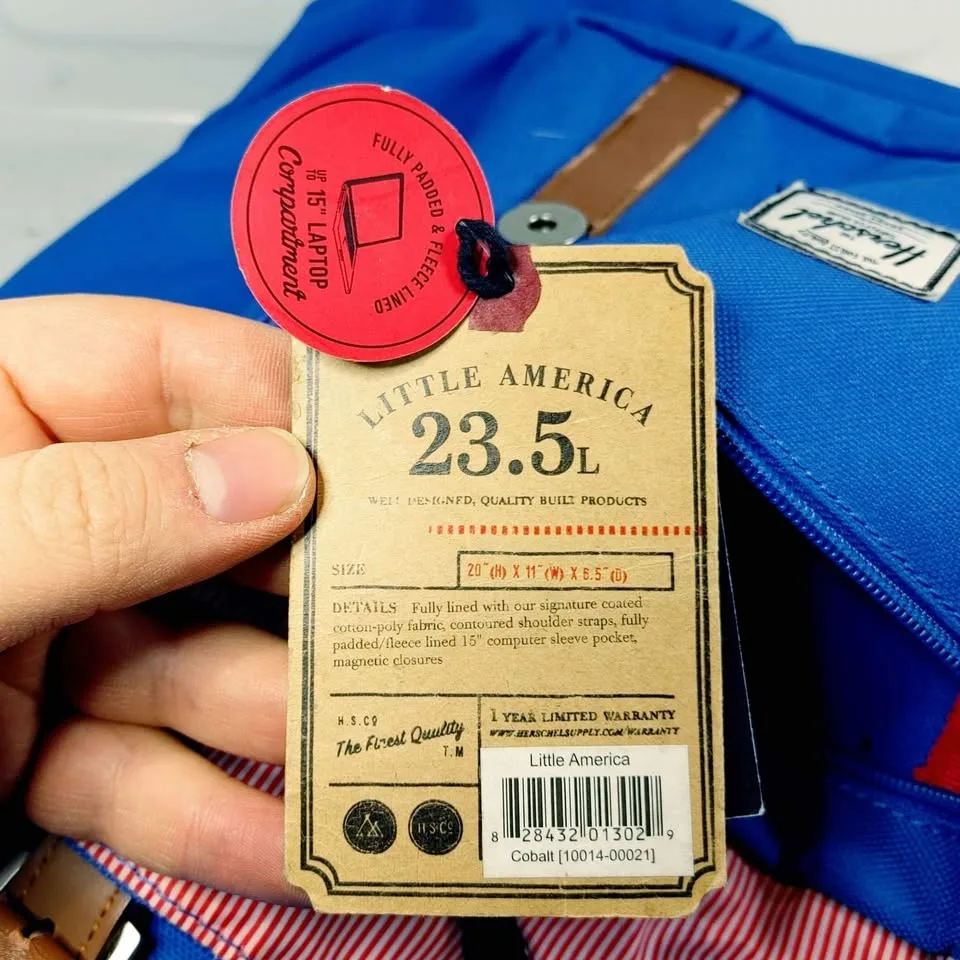 FULLY PADDED & FLEECE LINED
UP TO 15" LAPTOP
Compartment
Herschel
LITTLE AMERICA
23.5L
WELL DESIGNED, QUALITY BUILT PRODUCTS
SIZE
20"(H) X 11"(W) X 6.5"(D)
DETAILS Fully lined with our signature coated
cotton-poly fabric, contoured shoulder straps, fully
padded/fleece lined 15" computer sleeve pocket,
magnetic closures
H.S.Co
The Finest Quality
T.M
1 YEAR LIMITED WARRANTY
WWW.HERSCHELSUPPLY.COM/WARRANTY
H·S·Co
Little America
8 28432 01302 9
Cobalt [10014-00021]